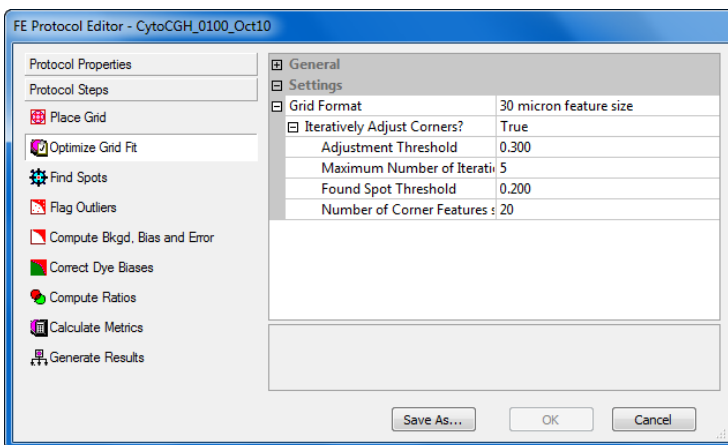 FE Protocol Editor - CytoCGH_0100_Oct10
Protocol Properties
Protocol Steps
Place Grid
Optimize Grid Fit
Find Spots
Flag Outliers
Compute Bkgd, Bias and Error
Correct Dye Biases
Compute Ratios
Calculate Metrics
Generate Results
General
Settings
Grid Format 30 micron feature size
Iteratively Adjust Corners? True
Adjustment Threshold 0.300
Maximum Number of Iterati 5
Found Spot Threshold 0.200
Number of Corner Features s 20
Save As... OK Cancel